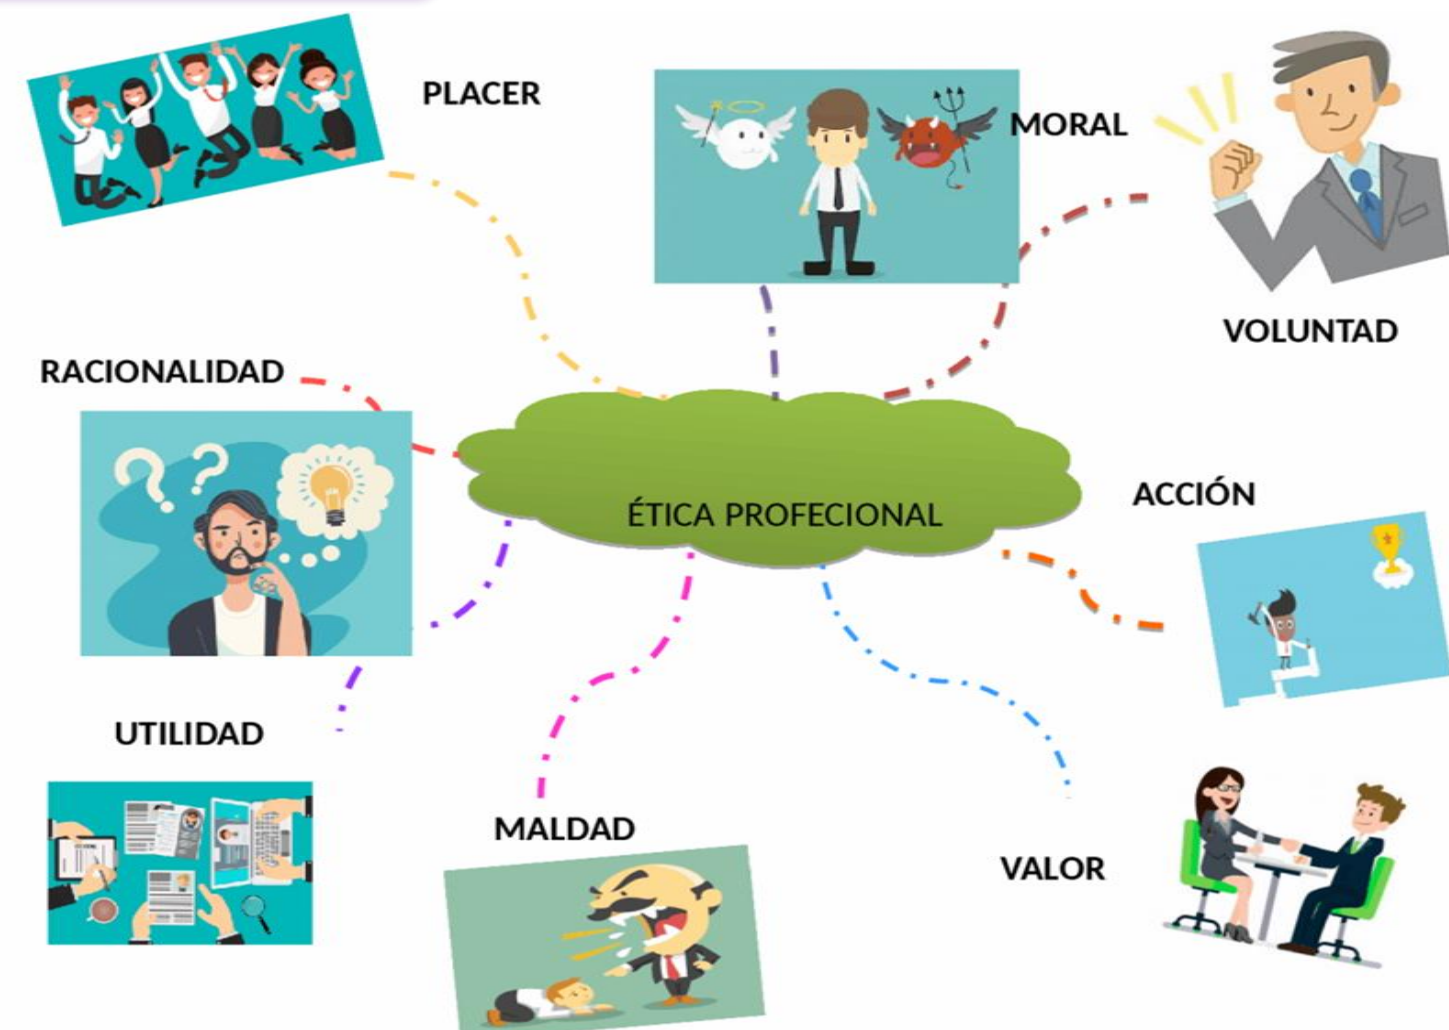 PLACER
MORAL
VOLUNTAD
RACIONALIDAD
ÉTICA PROFECIONAL
ACCIÓN
UTILIDAD
MALDAD
VALOR